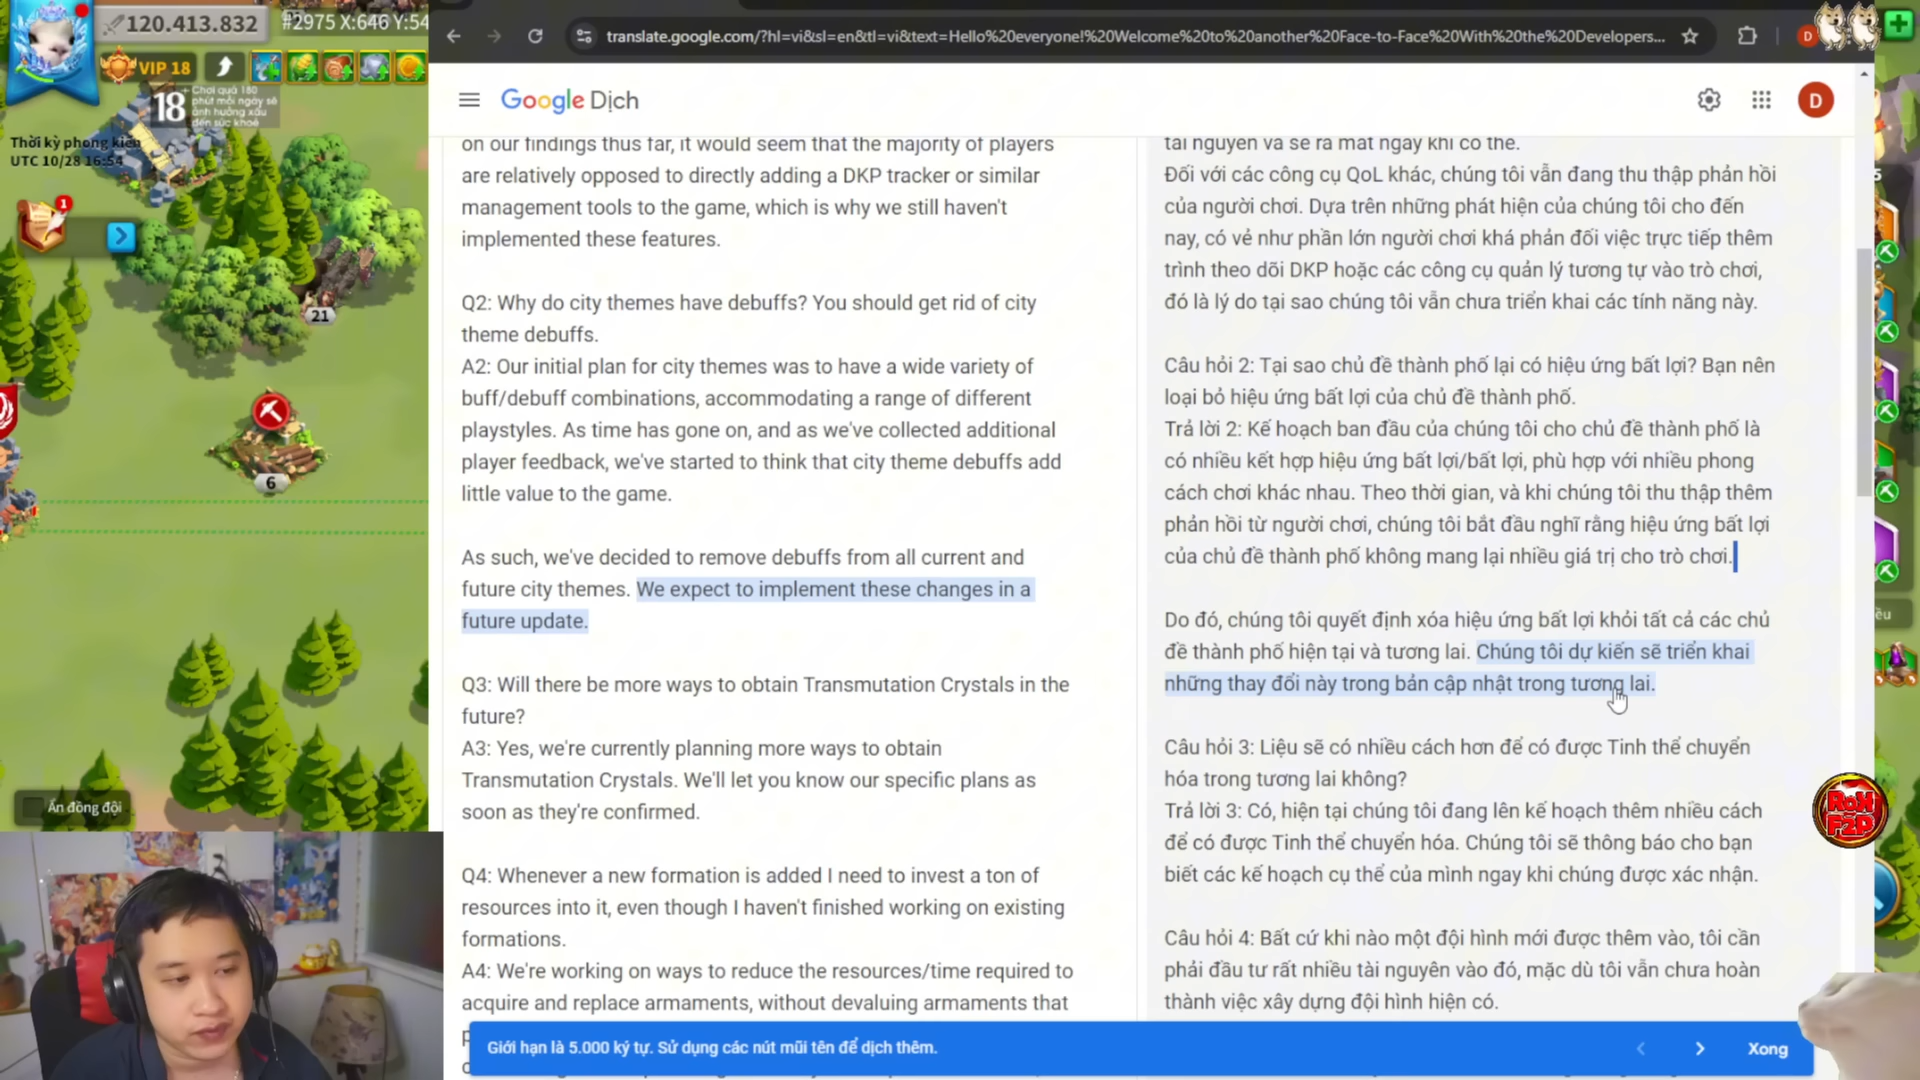 120.413.832
#2975 X:646 Y:54
VIP 18
18+
Chơi quá 180
phút mỗi ngày sẽ
ảnh hưởng xấu
đến sức khoẻ
Thời kỳ phong kiến
UTC 10/28 16:54
1
21
6
Ẩn đồng đội
translate.google.com/?hl=vi&sl=en&tl=vi&text=Hello%20everyone!%20Welcome%20to%20another%20Face-to-Face%20With%20the%20Developers...
D
Google Dịch
D
on our findings thus far, it would seem that the majority of players
are relatively opposed to directly adding a DKP tracker or similar
management tools to the game, which is why we still haven't
implemented these features.
Q2: Why do city themes have debuffs? You should get rid of city
theme debuffs.
A2: Our initial plan for city themes was to have a wide variety of
buff/debuff combinations, accommodating a range of different
playstyles. As time has gone on, and as we've collected additional
player feedback, we've started to think that city theme debuffs add
little value to the game.
As such, we've decided to remove debuffs from all current and
future city themes. We expect to implement these changes in a
future update.
Q3: Will there be more ways to obtain Transmutation Crystals in the
future?
A3: Yes, we're currently planning more ways to obtain
Transmutation Crystals. We'll let you know our specific plans as
soon as they're confirmed.
Q4: Whenever a new formation is added I need to invest a ton of
resources into it, even though I haven't finished working on existing
formations.
A4: We're working on ways to reduce the resources/time required to
acquire and replace armaments, without devaluing armaments that
tài nguyên và sẽ ra mắt ngay khi có thể.
Đối với các công cụ QoL khác, chúng tôi vẫn đang thu thập phản hồi
của người chơi. Dựa trên những phát hiện của chúng tôi cho đến
nay, có vẻ như phần lớn người chơi khá phản đối việc trực tiếp thêm
trình theo dõi DKP hoặc các công cụ quản lý tương tự vào trò chơi,
đó là lý do tại sao chúng tôi vẫn chưa triển khai các tính năng này.
Câu hỏi 2: Tại sao chủ đề thành phố lại có hiệu ứng bất lợi? Bạn nên
loại bỏ hiệu ứng bất lợi của chủ đề thành phố.
Trả lời 2: Kế hoạch ban đầu của chúng tôi cho chủ đề thành phố là
có nhiều kết hợp hiệu ứng bất lợi/bất lợi, phù hợp với nhiều phong
cách chơi khác nhau. Theo thời gian, và khi chúng tôi thu thập thêm
phản hồi từ người chơi, chúng tôi bắt đầu nghĩ rằng hiệu ứng bất lợi
của chủ đề thành phố không mang lại nhiều giá trị cho trò chơi.
Do đó, chúng tôi quyết định xóa hiệu ứng bất lợi khỏi tất cả các chủ
đề thành phố hiện tại và tương lai. Chúng tôi dự kiến sẽ triển khai
những thay đổi này trong bản cập nhật trong tương lai.
Câu hỏi 3: Liệu sẽ có nhiều cách hơn để có được Tinh thể chuyển
hóa trong tương lai không?
Trả lời 3: Có, hiện tại chúng tôi đang lên kế hoạch thêm nhiều cách
để có được Tinh thể chuyển hóa. Chúng tôi sẽ thông báo cho bạn
biết các kế hoạch cụ thể của mình ngay khi chúng được xác nhận.
Câu hỏi 4: Bất cứ khi nào một đội hình mới được thêm vào, tôi cần
phải đầu tư rất nhiều tài nguyên vào đó, mặc dù tôi vẫn chưa hoàn
thành việc xây dựng đội hình hiện có.
Giới hạn là 5.000 ký tự. Sử dụng các nút mũi tên để dịch thêm.
Xong
RoK
F2P